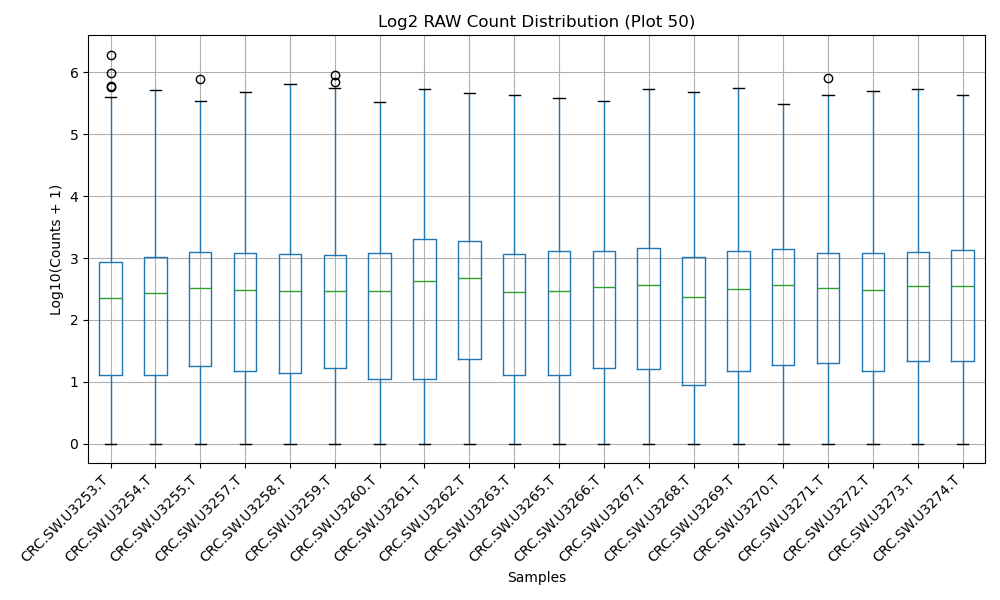 Log2 RAW Count Distribution (Plot 50)
Log10(Counts + 1)
6
5
4
3
2
1
0
CRC.SW.U3253.T
CRC.SW.U3254.T
CRC.SW.U3255.T
CRC.SW.U3257.T
CRC.SW.U3258.T
CRC.SW.U3259.T
CRC.SW.U3260.T
CRC.SW.U3261.T
CRC.SW.U3262.T
CRC.SW.U3263.T
CRC.SW.U3265.T
CRC.SW.U3266.T
CRC.SW.U3267.T
CRC.SW.U3268.T
CRC.SW.U3269.T
CRC.SW.U3270.T
CRC.SW.U3271.T
CRC.SW.U3272.T
CRC.SW.U3273.T
CRC.SW.U3274.T
Samples